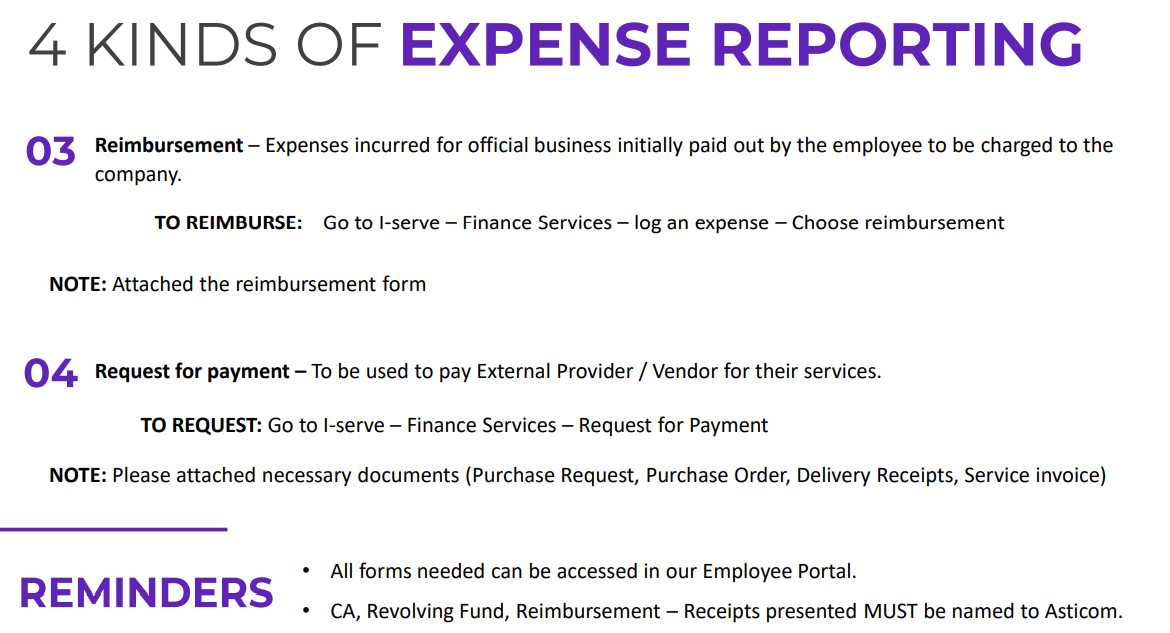 4 KINDS OF EXPENSE REPORTING
03 Reimbursement – Expenses incurred for official business initially paid out by the employee to be charged to the
company.
TO REIMBURSE: Go to I-serve – Finance Services – log an expense – Choose reimbursement
NOTE: Attached the reimbursement form
04 Request for payment – To be used to pay External Provider / Vendor for their services.
TO REQUEST: Go to I-serve – Finance Services – Request for Payment
NOTE: Please attached necessary documents (Purchase Request, Purchase Order, Delivery Receipts, Service invoice)
REMINDERS
• All forms needed can be accessed in our Employee Portal.
• CA, Revolving Fund, Reimbursement – Receipts presented MUST be named to Asticom.